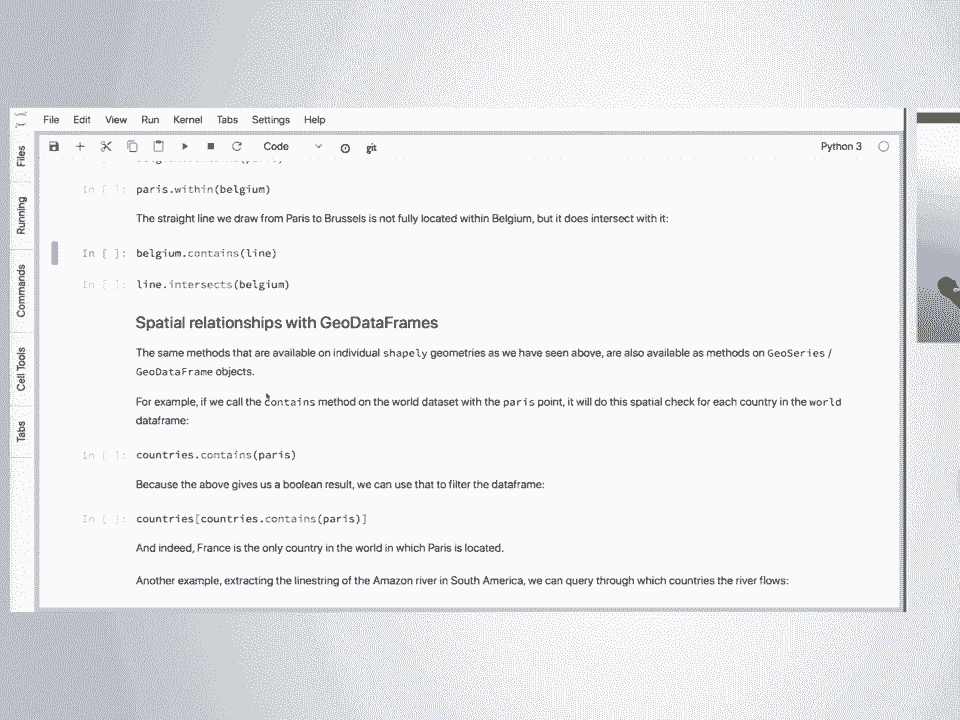 File Edit View Run Kernel Tabs Settings Help
Files
Running
Commands
Cell Tools
Tabs
Code
git
Python 3
In [ ]: paris.within(belgium)
The straight line we draw from Paris to Brussels is not fully located within Belgium, but it does intersect with it:
In [ ]: belgium.contains(line)
In [ ]: line.intersects(belgium)
Spatial relationships with GeoDataFrames
The same methods that are available on individual shapely geometries as we have seen above, are also available as methods on GeoSeries /
GeoDataFrame objects.
For example, if we call the contains method on the world dataset with the paris point, it will do this spatial check for each country in the world
dataframe:
In [ ]: countries.contains(paris)
Because the above gives us a boolean result, we can use that to filter the dataframe:
In [ ]: countries[countries.contains(paris)]
And indeed, France is the only country in the world in which Paris is located.
Another example, extracting the linestring of the Amazon river in South America, we can query through which countries the river flows: